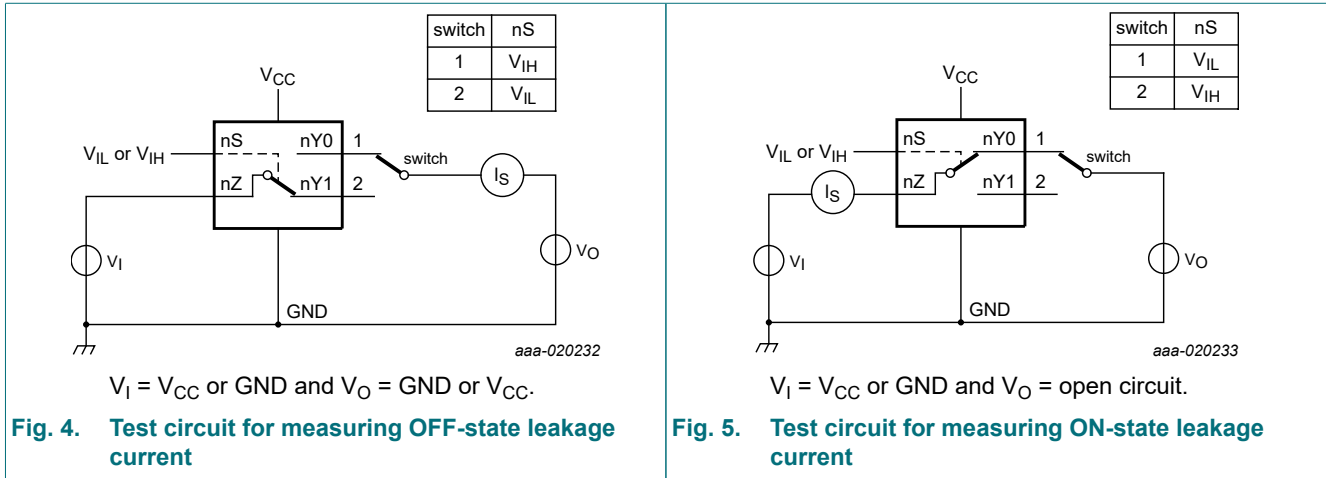 switch nS
1 VIH
2 VIL
VCC
nS nY0 1
VIL or VIH
switch
nZ nY1 2
IS
VI
VO
GND
aaa-020232
VI = VCC or GND and VO = GND or VCC.
Fig. 4. Test circuit for measuring OFF-state leakage
current
switch nS
1 VIL
2 VIH
VCC
nS nY0 1
VIL or VIH
switch
nZ nY1 2
IS
VI
VO
GND
aaa-020233
VI = VCC or GND and VO = open circuit.
Fig. 5. Test circuit for measuring ON-state leakage
current